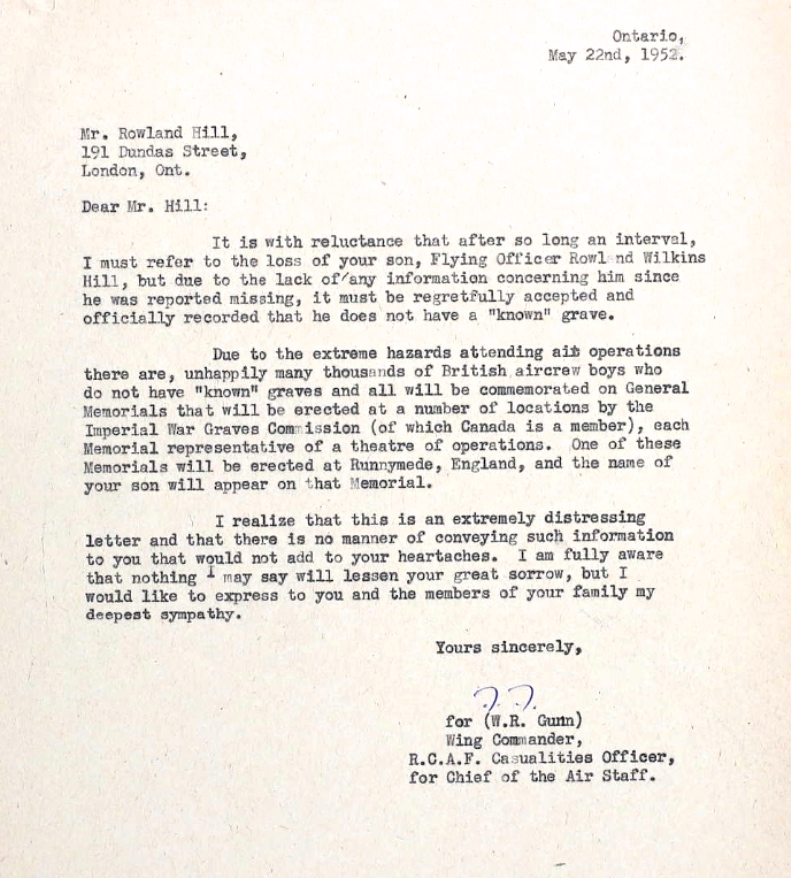 Ontario,
May 22nd, 1952.
Mr. Rowland Hill,
191 Dundas Street,
London, Ont.
Dear Mr. Hill:
It is with reluctance that after so long an interval,
I must refer to the loss of your son, Flying Officer Rowland Wilkins
Hill, but due to the lack of/any information concerning him since
he was reported missing, it must be regretfully accepted and
officially recorded that he does not have a "known" grave.
Due to the extreme hazards attending air operations
there are, unhappily many thousands of British aircrew boys who
do not have "known" graves and all will be commemorated on General
Memorials that will be erected at a number of locations by the
Imperial War Graves Commission (of which Canada is a member), each
Memorial representative of a theatre of operations. One of these
Memorials will be erected at Runnymede, England, and the name of
your son will appear on that Memorial.
I realize that this is an extremely distressing
letter and that there is no manner of conveying such information
to you that would not add to your heartaches. I am fully aware
that nothing I may say will lessen your great sorrow, but I
would like to express to you and the members of your family my
deepest sympathy.
Yours sincerely,
for (W.R. Gunn)
Wing Commander,
R.C.A.F. Casualities Officer,
for Chief of the Air Staff.